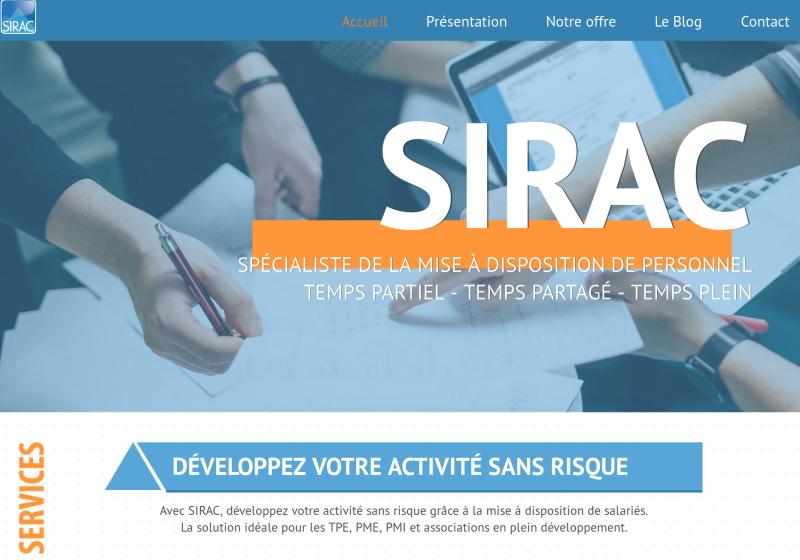 SIRAC
Accueil Présentation Notre offre Le Blog Contact
SIRAC
SPÉCIALISTE DE LA MISE À DISPOSITION DE PERSONNEL
TEMPS PARTIEL - TEMPS PARTAGÉ - TEMPS PLEIN
SERVICES
DÉVELOPPEZ VOTRE ACTIVITÉ SANS RISQUE
Avec SIRAC, développez votre activité sans risque grâce à la mise à disposition de salariés.
La solution idéale pour les TPE, PME, PMI et associations en plein développement.